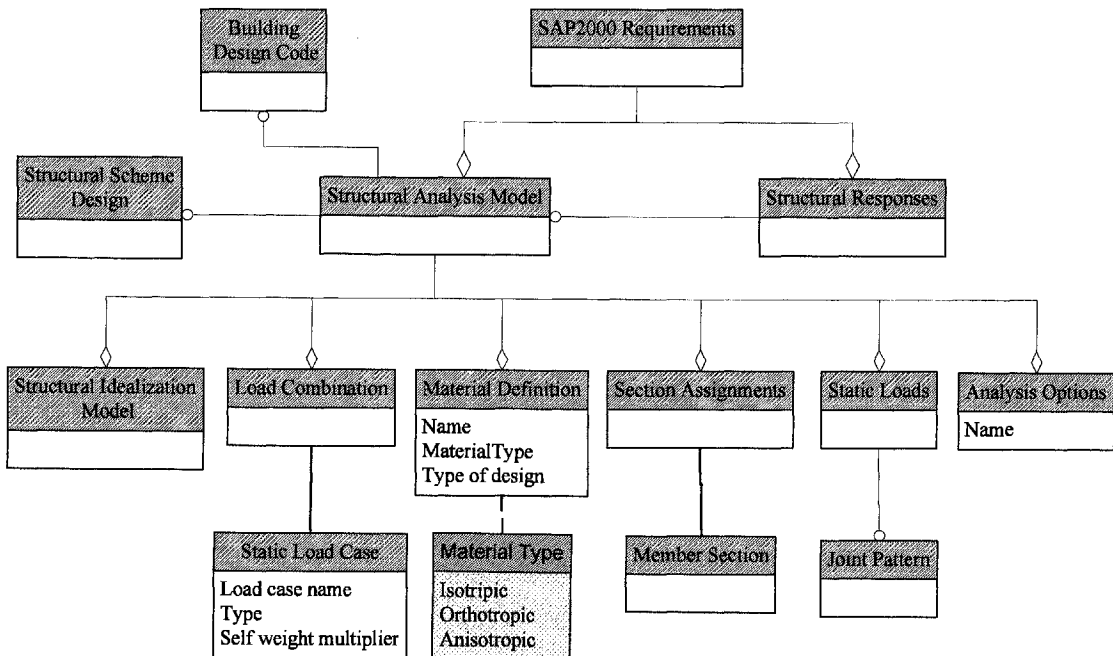 Building
Design Code
SAP2000 Requirements
Structural Scheme
Design
Structural Analysis Model
Structural Responses
Structural Idealization
Model
Load Combination
Material Definition
Name
MaterialType
Type of design
Section Assignments
Static Loads
Analysis Options
Name
Static Load Case
Load case name
Type
Self weight multiplier
Material Type
Isotripic
Orthotropic
Anisotropic
Member Section
Joint Pattern